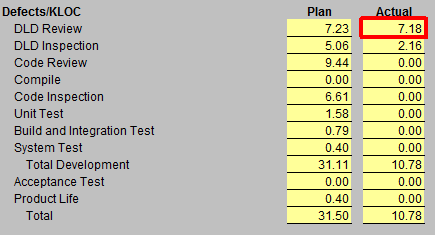 Defects/KLOC Plan Actual
DLD Review 7.23 7.18
DLD Inspection 5.06 2.16
Code Review 9.44 0.00
Compile 0.00 0.00
Code Inspection 6.61 0.00
Unit Test 1.58 0.00
Build and Integration Test 0.79 0.00
System Test 0.40 0.00
Total Development 31.11 10.78
Acceptance Test 0.00 0.00
Product Life 0.40 0.00
Total 31.50 10.78